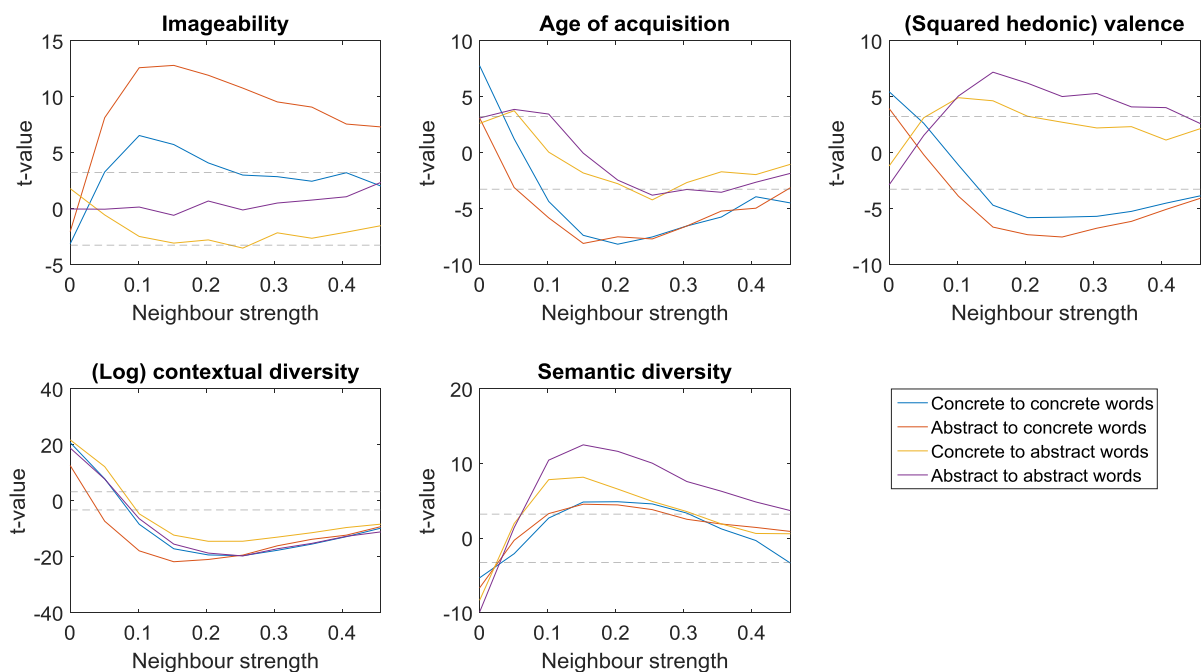 Imageability
15
10
5
0
-5
t-value
0 0.1 0.2 0.3 0.4
Neighbour strength
Age of acquisition
10
5
0
-5
-10
t-value
0 0.1 0.2 0.3 0.4
Neighbour strength
(Squared hedonic) valence
10
5
0
-5
-10
t-value
0 0.1 0.2 0.3 0.4
Neighbour strength
(Log) contextual diversity
40
20
0
-20
-40
t-value
0 0.1 0.2 0.3 0.4
Neighbour strength
Semantic diversity
20
10
0
-10
t-value
0 0.1 0.2 0.3 0.4
Neighbour strength
Concrete to concrete words
Abstract to concrete words
Concrete to abstract words
Abstract to abstract words